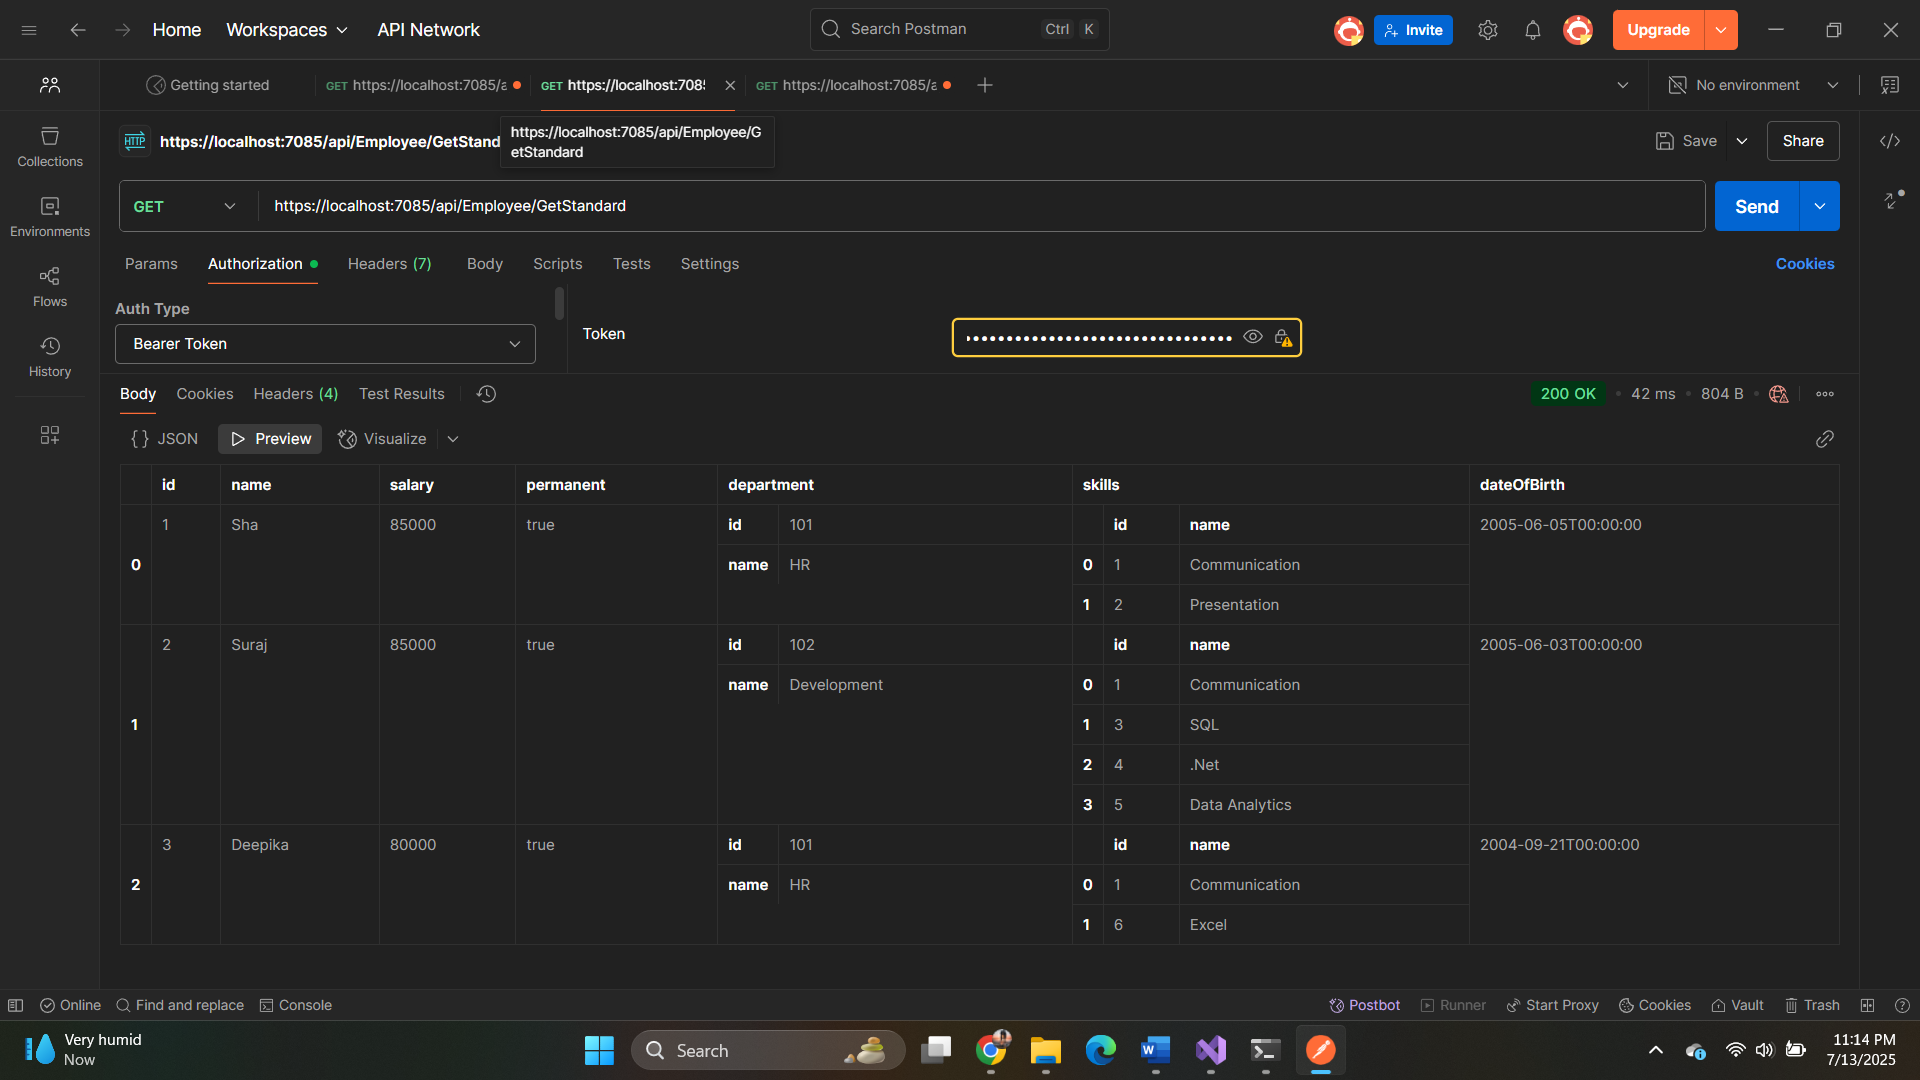 Home Workspaces API Network Search Postman Ctrl K Invite Upgrade
Getting started GET https://localhost:7085/a GET https://localhost:708 GET https://localhost:7085/a No environment
HTTP https://localhost:7085/api/Employee/GetStand Save Share
https://localhost:7085/api/Employee/G
etStandard
Collections
Environments
Flows
History
GET https://localhost:7085/api/Employee/GetStandard Send
Params Authorization Headers (7) Body Scripts Tests Settings Cookies
Auth Type
Bearer Token
Token
Body Cookies Headers (4) Test Results 200 OK 42 ms 804 B
{} JSON Preview Visualize
id name salary permanent department skills dateOfBirth
0 1 Sha 85000 true id 101 id name 2005-06-05T00:00:00
name HR 0 1 Communication
1 2 Presentation
1 2 Suraj 85000 true id 102 id name 2005-06-03T00:00:00
name Development 0 1 Communication
1 3 SQL
2 4 .Net
3 5 Data Analytics
2 3 Deepika 80000 true id 101 id name 2004-09-21T00:00:00
name HR 0 1 Communication
1 6 Excel
Online Find and replace Console Postbot Runner Start Proxy Cookies Vault Trash
Very humid
Now
Search
11:14 PM
7/13/2025